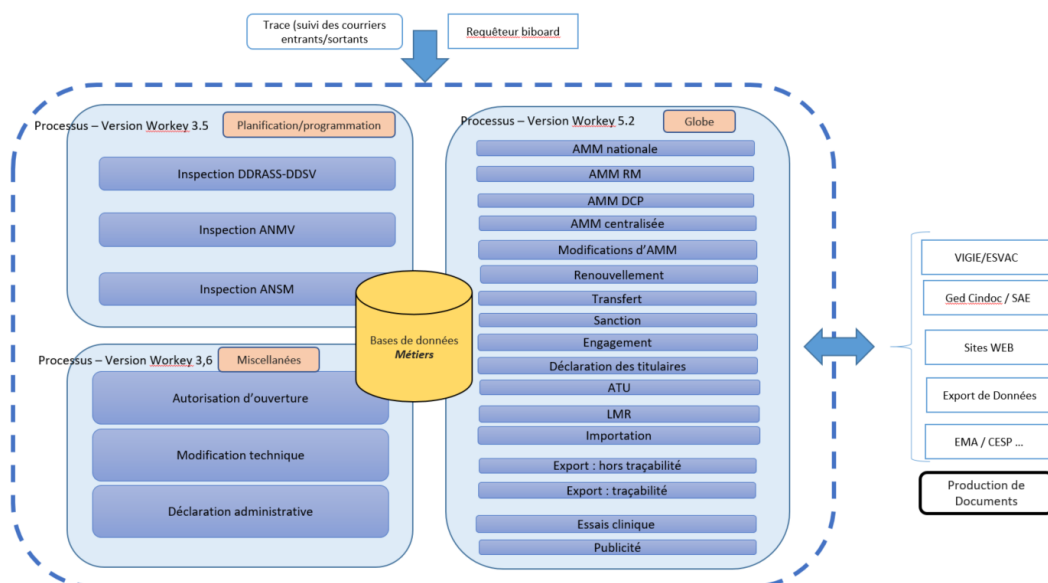 Trace (suivi des courriers
entrants/sortants
Requêteur biboard
Processus – Version Workey 3.5
Planification/programmation
Inspection DDRASS-DDSV
Inspection ANMV
Inspection ANSM
Processus – Version Workey 3,6
Miscellanées
Autorisation d'ouverture
Modification technique
Déclaration administrative
Bases de données
Métiers
Processus – Version Workey 5.2
Globe
AMM nationale
AMM RM
AMM DCP
AMM centralisée
Modifications d'AMM
Renouvellement
Transfert
Sanction
Engagement
Déclaration des titulaires
ATU
LMR
Importation
Export : hors traçabilité
Export : traçabilité
Essais clinique
Publicité
VIGIE/ESVAC
Ged Cindoc / SAE
Sites WEB
Export de Données
EMA / CESP ...
Production de
Documents